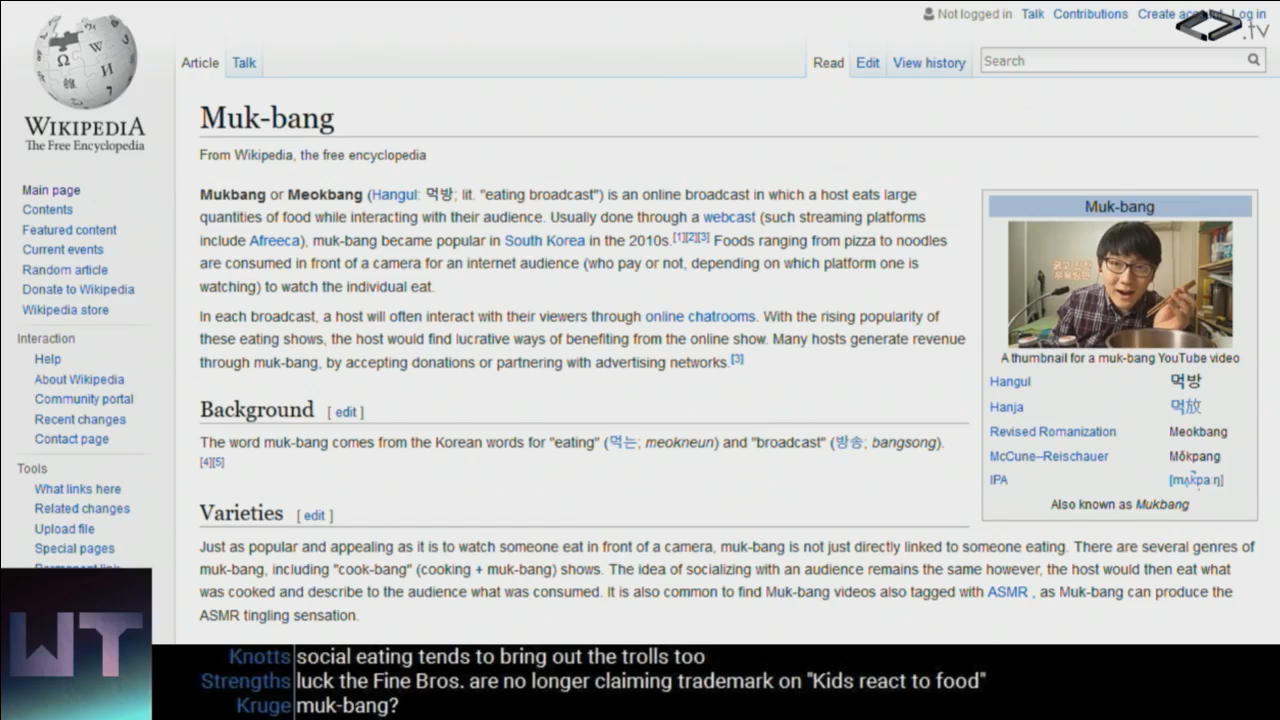 Not logged in Talk Contributions Create Log in
.tv
Article Talk Read Edit View history Search
WIKIPEDIA
The Free Encyclopedia
Muk-bang
From Wikipedia, the free encyclopedia
Main page
Contents
Featured content
Current events
Random article
Donate to Wikipedia
Wikipedia store
Interaction
Help
About Wikipedia
Community portal
Recent changes
Contact page
Tools
What links here
Related changes
Upload file
Special pages
Mukbang or Meokbang (Hangul: 먹방; lit. "eating broadcast") is an online broadcast in which a host eats large
quantities of food while interacting with their audience. Usually done through a webcast (such streaming platforms
include Afreeca), muk-bang became popular in South Korea in the 2010s.[1][2][3] Foods ranging from pizza to noodles
are consumed in front of a camera for an internet audience (who pay or not, depending on which platform one is
watching) to watch the individual eat.
In each broadcast, a host will often interact with their viewers through online chatrooms. With the rising popularity of
these eating shows, the host would find lucrative ways of benefiting from the online show. Many hosts generate revenue
through muk-bang, by accepting donations or partnering with advertising networks.[3]
Background [ edit ]
The word muk-bang comes from the Korean words for "eating" (먹는; meokneun) and "broadcast" (방송; bangsong).
[4][5]
Varieties [ edit ]
Just as popular and appealing as it is to watch someone eat in front of a camera, muk-bang is not just directly linked to someone eating. There are several genres of
muk-bang, including "cook-bang" (cooking + muk-bang) shows. The idea of socializing with an audience remains the same however, the host would then eat what
was cooked and describe to the audience what was consumed. It is also common to find Muk-bang videos also tagged with ASMR , as Muk-bang can produce the
ASMR tingling sensation.
Muk-bang
A thumbnail for a muk-bang YouTube video
Hangul 먹방
Hanja 먹放
Revised Romanization Meokbang
McCune–Reischauer Mŏkpang
IPA
Also known as Mukbang
WT
Knotts social eating tends to bring out the trolls too
Strengths luck the Fine Bros. are no longer claiming trademark on "Kids react to food"
Kruge muk-bang?